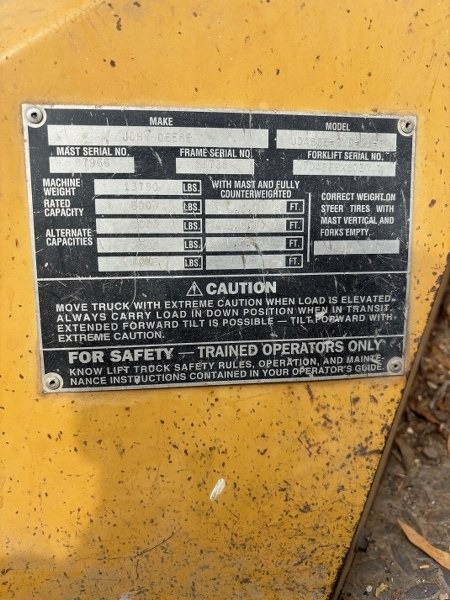 MAKE
MODEL
JOHN DEERE
MAST SERIAL NO.
FRAME SERIAL NO.
FORKLIFT SERIAL NO.
MACHINE WEIGHT
LBS.
WITH MAST AND FULLY COUNTERWEIGHTED
RATED CAPACITY
LBS.
FT.
ALTERNATE CAPACITIES
LBS.
FT.
LBS.
FT.
CORRECT WEIGHT ON
STEER TIRES WITH
MAST VERTICAL AND
FORKS EMPTY.
CAUTION
MOVE TRUCK WITH EXTREME CAUTION WHEN LOAD IS ELEVATED.
ALWAYS CARRY LOAD IN DOWN POSITION WHEN IN TRANSIT.
EXTENDED FORWARD TILT IS POSSIBLE — TILT FORWARD WITH
EXTREME CAUTION.
FOR SAFETY — TRAINED OPERATORS ONLY
KNOW LIFT TRUCK SAFETY RULES, OPERATION, AND MAINTE-
NANCE INSTRUCTIONS CONTAINED IN YOUR OPERATOR'S GUIDE.